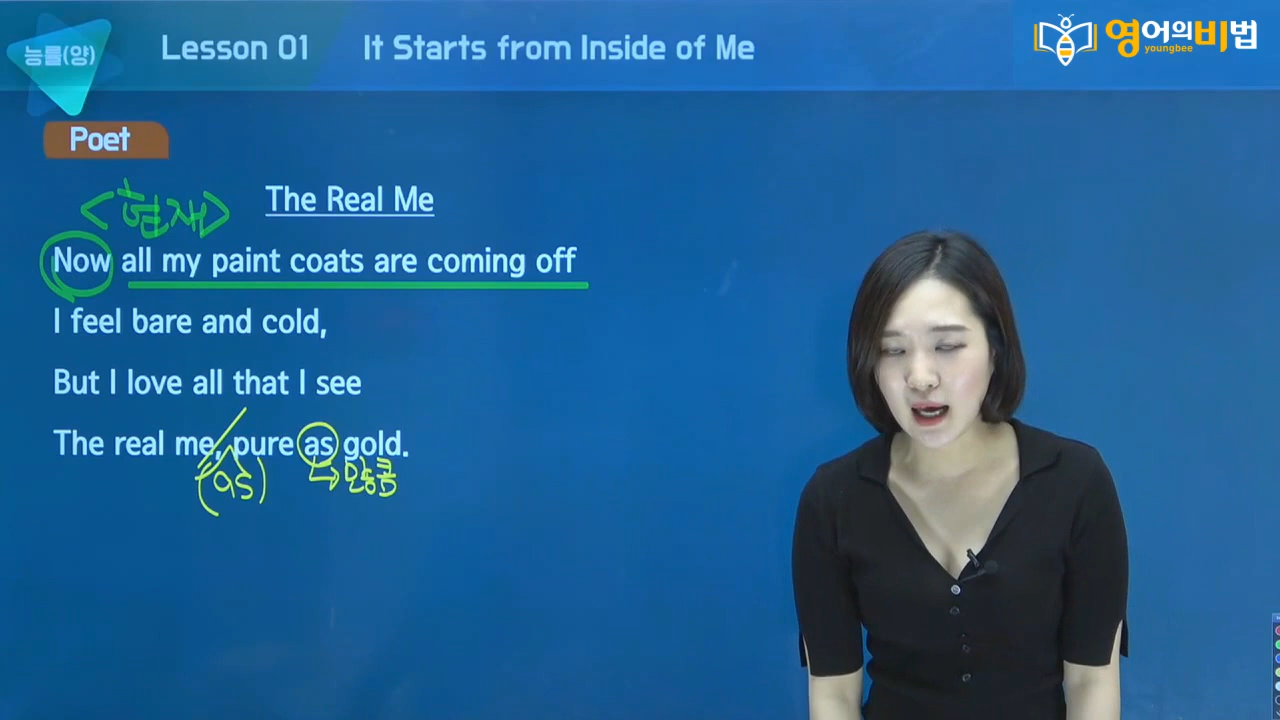 능률(양)
Lesson 01 It Starts from Inside of Me
영어의비법
youngbee
Poet
<현재>
The Real Me
Now all my paint coats are coming off
I feel bare and cold,
But I love all that I see
The real me, pure as gold.
(as) 만큼